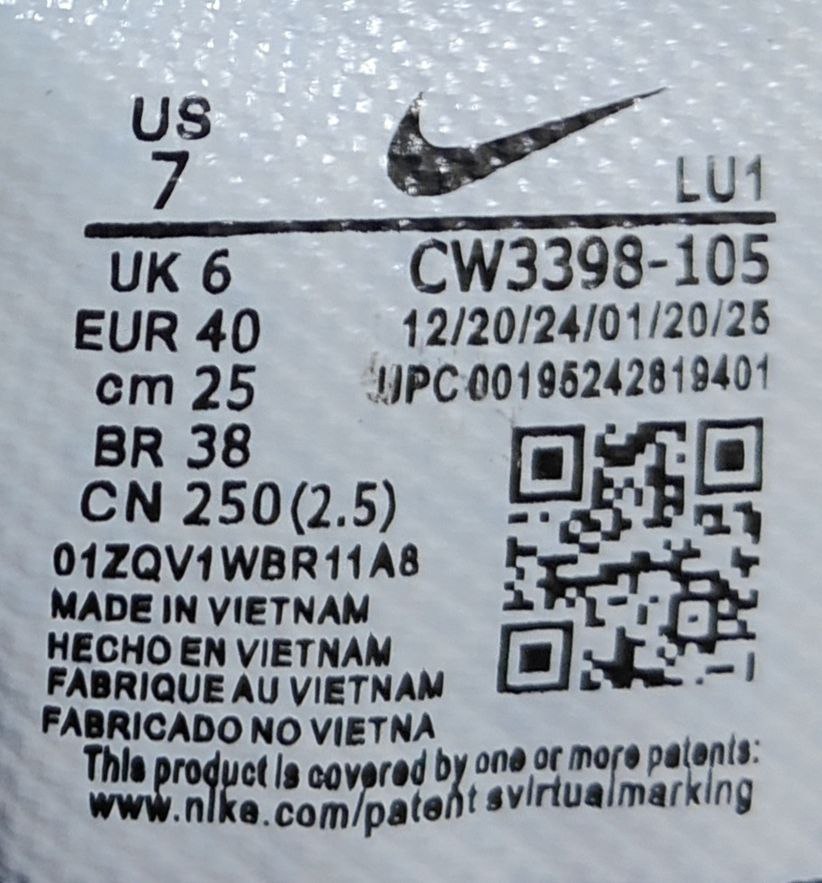 US
7
LU1
UK 6
CW3398-105
EUR 40
12/20/24/01/20/25
cm 25
UPC:00195242819401
BR 38
CN 250(2.5)
01ZQV1WBR11A8
MADE IN VIETNAM
HECHO EN VIETNAM
FABRIQUE AU VIETNAM
FABRICADO NO VIETNA
This product is covered by one or more patents:
www.nike.com/patentsvirtualmarking